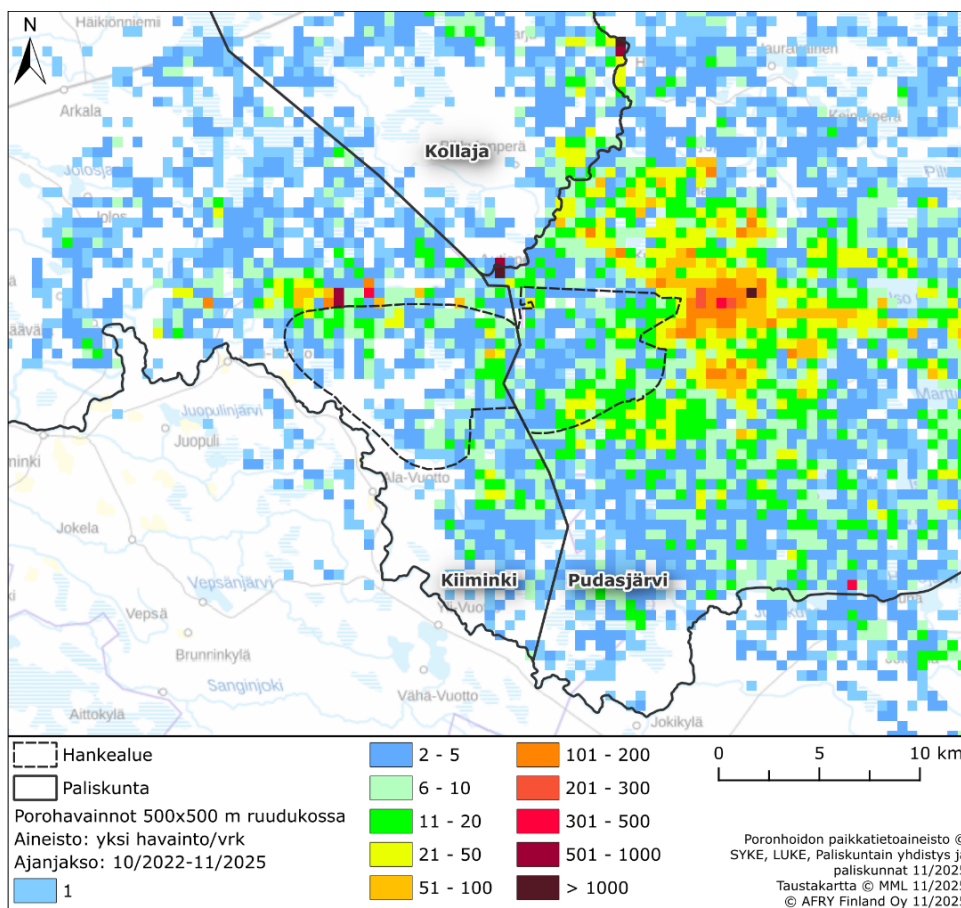 Häikiönniemi
N
Arkala
Kollaja
Jolos
Juopulinjärvi
Juopuli
Ala-Vuotto
Jokela
Vepsänjärvi
Kiiminki
Pudasjärvi
Vepsä
Brunrinkylä
Sanginjoki
Vähä-Vuotto
Aittokylä
Jokikylä
Hankealue
Paliskunta
Porohavainnot 500x500 m ruudukossa
Aineisto: yksi havainto/vrk
Ajanjakso: 10/2022-11/2025
1
2 - 5
6 - 10
11 - 20
21 - 50
51 - 100
101 - 200
201 - 300
301 - 500
501 - 1000
> 1000
0 5 10 km
Poronhoidon paikkatietoaineisto ©
SYKE, LUKE, Paliskuntain yhdistys ja
paliskunnat 11/2025
Taustakartta © MML 11/2025
© AFRY Finland Oy 11/2025